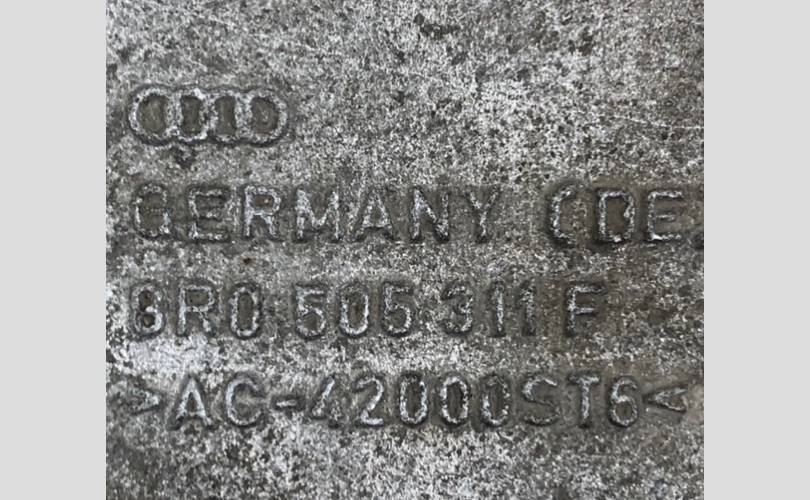 GERMANY (DE
8R0 505 311 F
>AC-42000ST6<